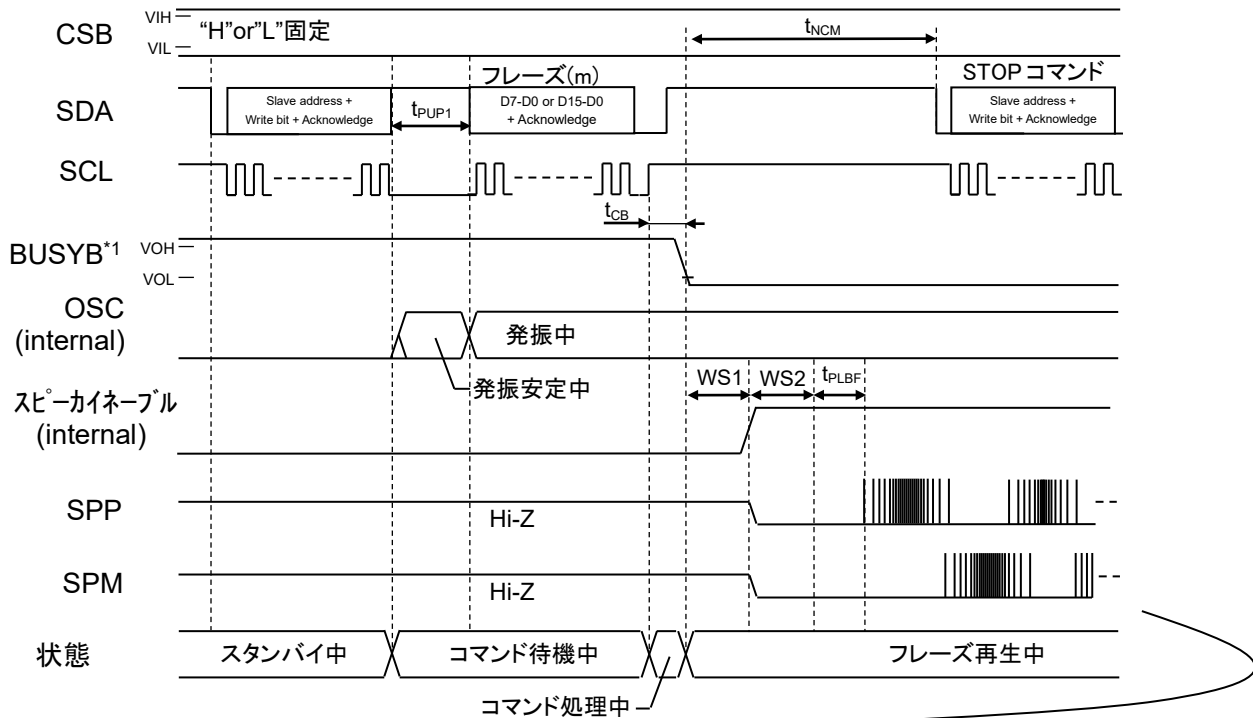 CSB
VIH
VIL
“H”or”L”固定
tNCM
SDA
Slave address +
Write bit + Acknowledge
tPUP1
フレーズ(m)
D7-D0 or D15-D0
+ Acknowledge
STOPコマンド
Slave address +
Write bit + Acknowledge
SCL
tCB
BUSYB*1
VOH
VOL
OSC
(internal)
発振中
発振安定中
WS1
WS2
tPLBF
スピーカイネーブル
(internal)
SPP
Hi-Z
SPM
Hi-Z
状態
スタンバイ中
コマンド待機中
フレーズ再生中
コマンド処理中